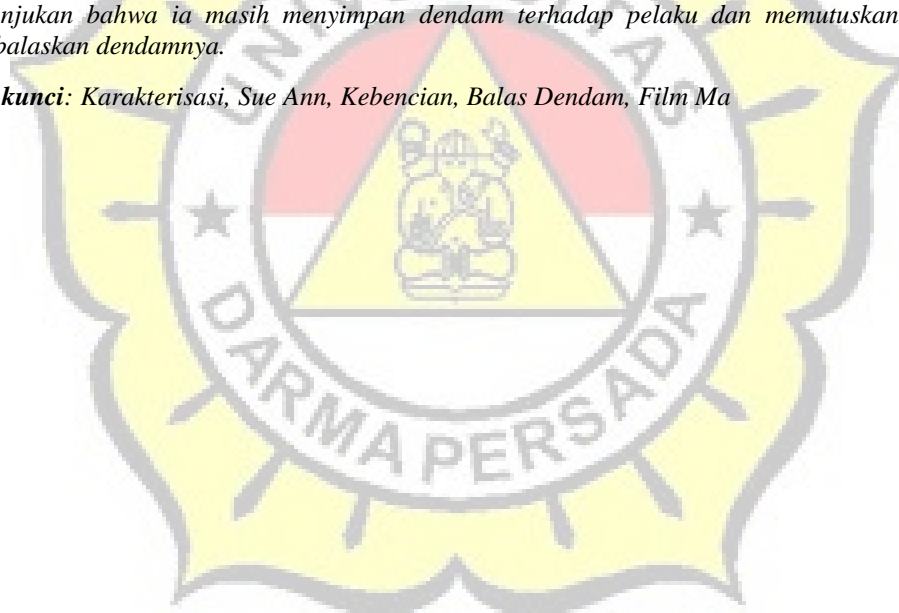 njukan bahwa ia masih menyimpan dendam terhadap pelaku dan memutuskan
balaskan dendamnya.
kunci: Karakterisasi, Sue Ann, Kebencian, Balas Dendam, Film Ma
UNIVERSITAS
DARMA PERSADA